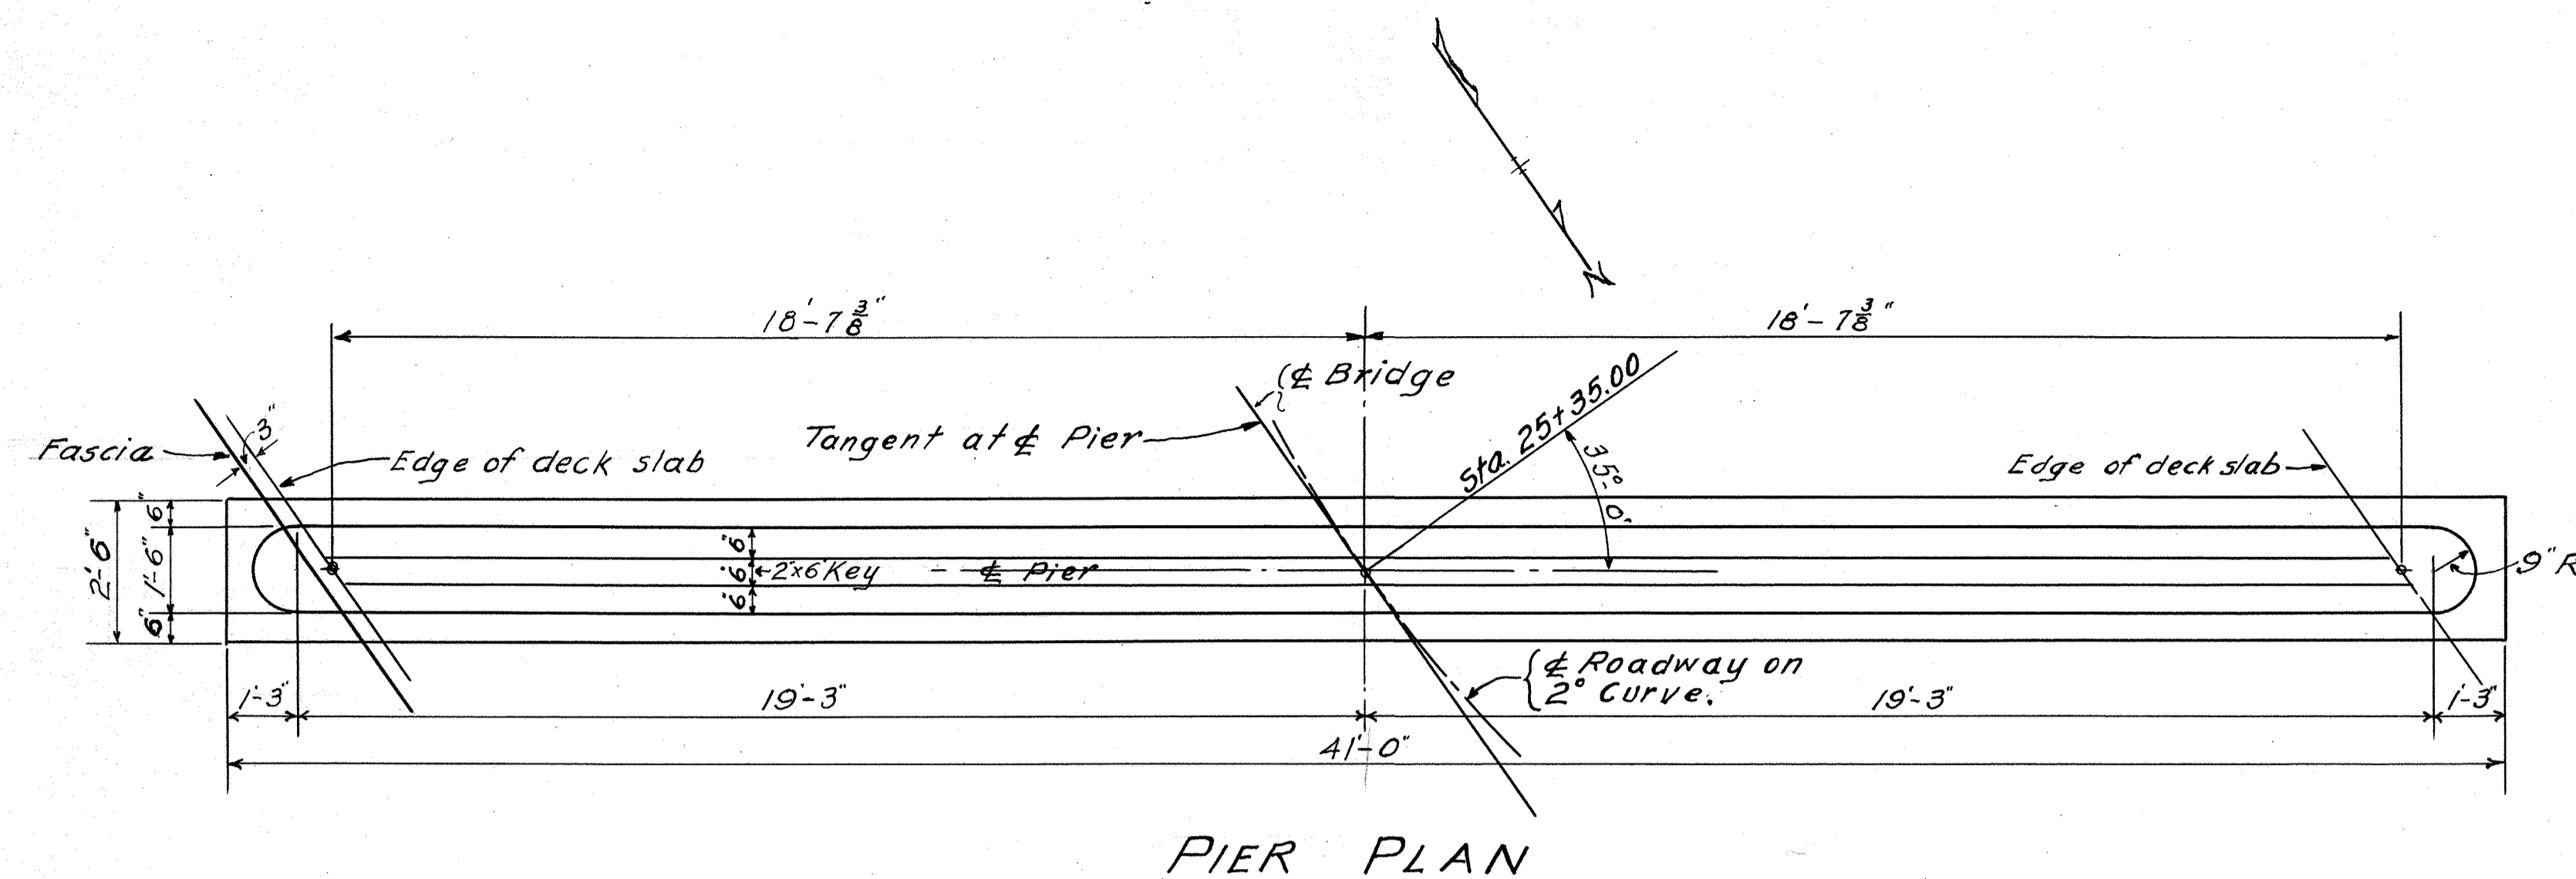 N
18'-7 3/8"
18'-7 3/8"
℄ Bridge
Sta. 25+35.00
Tangent at ℄ Pier
35°-0'
Fascia
3"
Edge of deck slab
Edge of deck slab
6"
2'-6"
1'-6"
6"
6"
6"
6"
2"x6" Key
℄ Pier
9" R
℄ Roadway on
2° Curve.
1'-3"
19'-3"
19'-3"
1'-3"
41'-0"
PIER PLAN